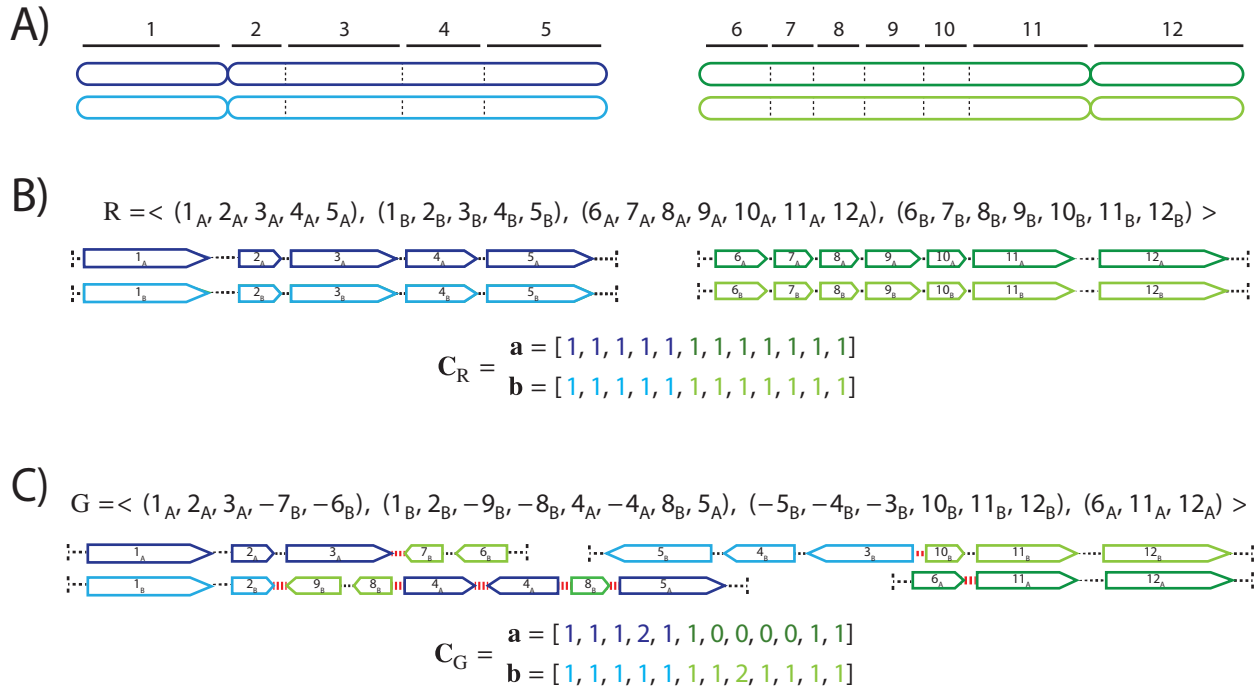 A)
1 2 3 4 5 6 7 8 9 10 11 12
B)
R =< (1A, 2A, 3A, 4A, 5A), (1B, 2B, 3B, 4B, 5B), (6A, 7A, 8A, 9A, 10A, 11A, 12A), (6B, 7B, 8B, 9B, 10B, 11B, 12B) >
1A 2A 3A 4A 5A 6A 7A 8A 9A 10A 11A 12A
1B 2B 3B 4B 5B 6B 7B 8B 9B 10B 11B 12B
a = [1, 1, 1, 1, 1, 1, 1, 1, 1, 1, 1, 1]
CR =
b = [1, 1, 1, 1, 1, 1, 1, 1, 1, 1, 1, 1]
C)
G =< (1A, 2A, 3A, −7B, −6B), (1B, 2B, −9B, −8B, 4A, −4A, 8B, 5A), (−5B, −4B, −3B, 10B, 11B, 12B), (6A, 11A, 12A) >
1A 2A 3A 7B 6B 5B 4B 3B 10B 11B 12B
1B 2B 9B 8B 4A 4A 8B 5A 6A 11A 12A
a = [1, 1, 1, 2, 1, 1, 0, 0, 0, 0, 1, 1]
CG =
b = [1, 1, 1, 1, 1, 1, 1, 2, 1, 1, 1, 1]